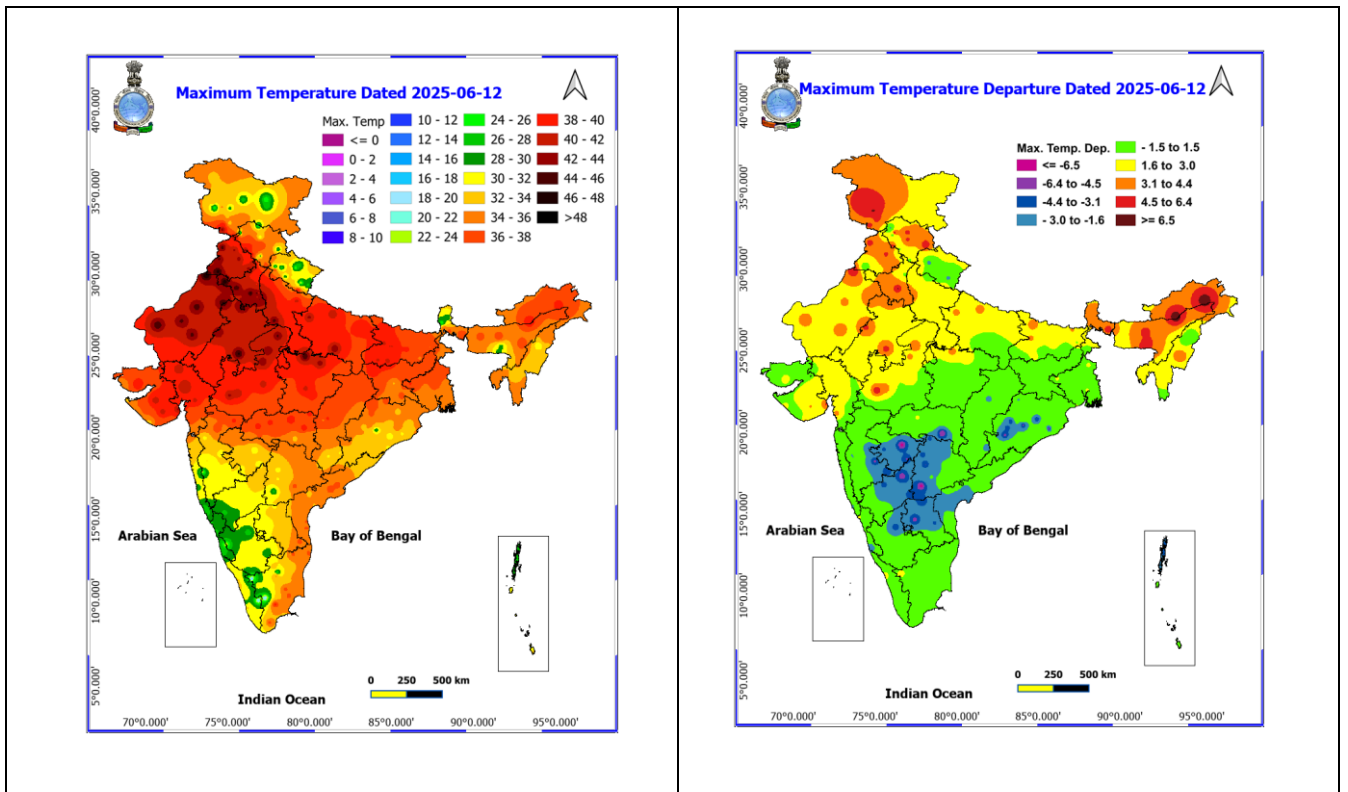 Maximum Temperature Dated 2025-06-12
Max. Temp
<= 0
0 - 2
2 - 4
4 - 6
6 - 8
8 - 10
10 - 12
12 - 14
14 - 16
16 - 18
18 - 20
20 - 22
22 - 24
24 - 26
26 - 28
28 - 30
30 - 32
32 - 34
34 - 36
36 - 38
38 - 40
40 - 42
42 - 44
44 - 46
46 - 48
>48
40°0.000'
35°0.000'
30°0.000'
25°0.000'
20°0.000'
15°0.000'
10°0.000'
5°0.000'
Arabian Sea
Bay of Bengal
0 250 500 km
Indian Ocean
70°0.000' 75°0.000' 80°0.000' 85°0.000' 90°0.000' 95°0.000'
Maximum Temperature Departure Dated 2025-06-12
Max. Temp. Dep.
<= -6.5
-6.4 to -4.5
-4.4 to -3.1
- 3.0 to -1.6
- 1.5 to 1.5
1.6 to 3.0
3.1 to 4.4
4.5 to 6.4
>= 6.5
40°0.000'
35°0.000'
30°0.000'
25°0.000'
20°0.000'
15°0.000'
10°0.000'
5°0.000'
Arabian Sea
Bay of Bengal
0 250 500 km
Indian Ocean
70°0.000' 75°0.000' 80°0.000' 85°0.000' 90°0.000' 95°0.000'